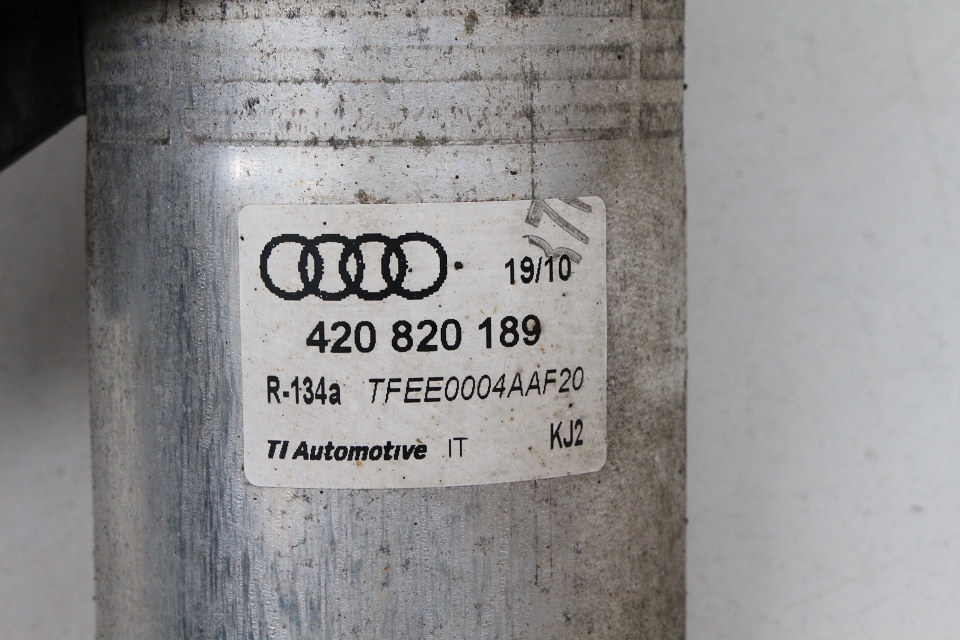 19/10
420 820 189
R-134a TFEE0004AAF20
TI Automotive IT KJ2